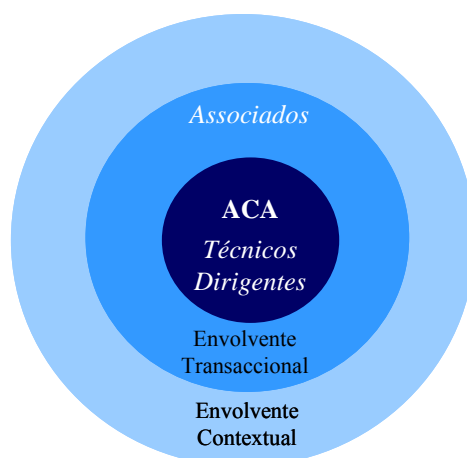 Associados
ACA
Técnicos
Dirigentes
Envolvente
Transaccional
Envolvente
Contextual